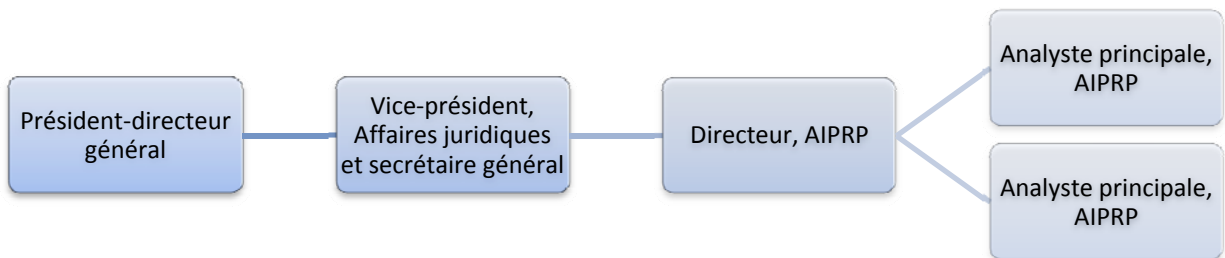 Président-directeur
général
Vice-président,
Affaires juridiques
et secrétaire général
Directeur, AIPRP
Analyste principale,
AIPRP
Analyste principale,
AIPRP